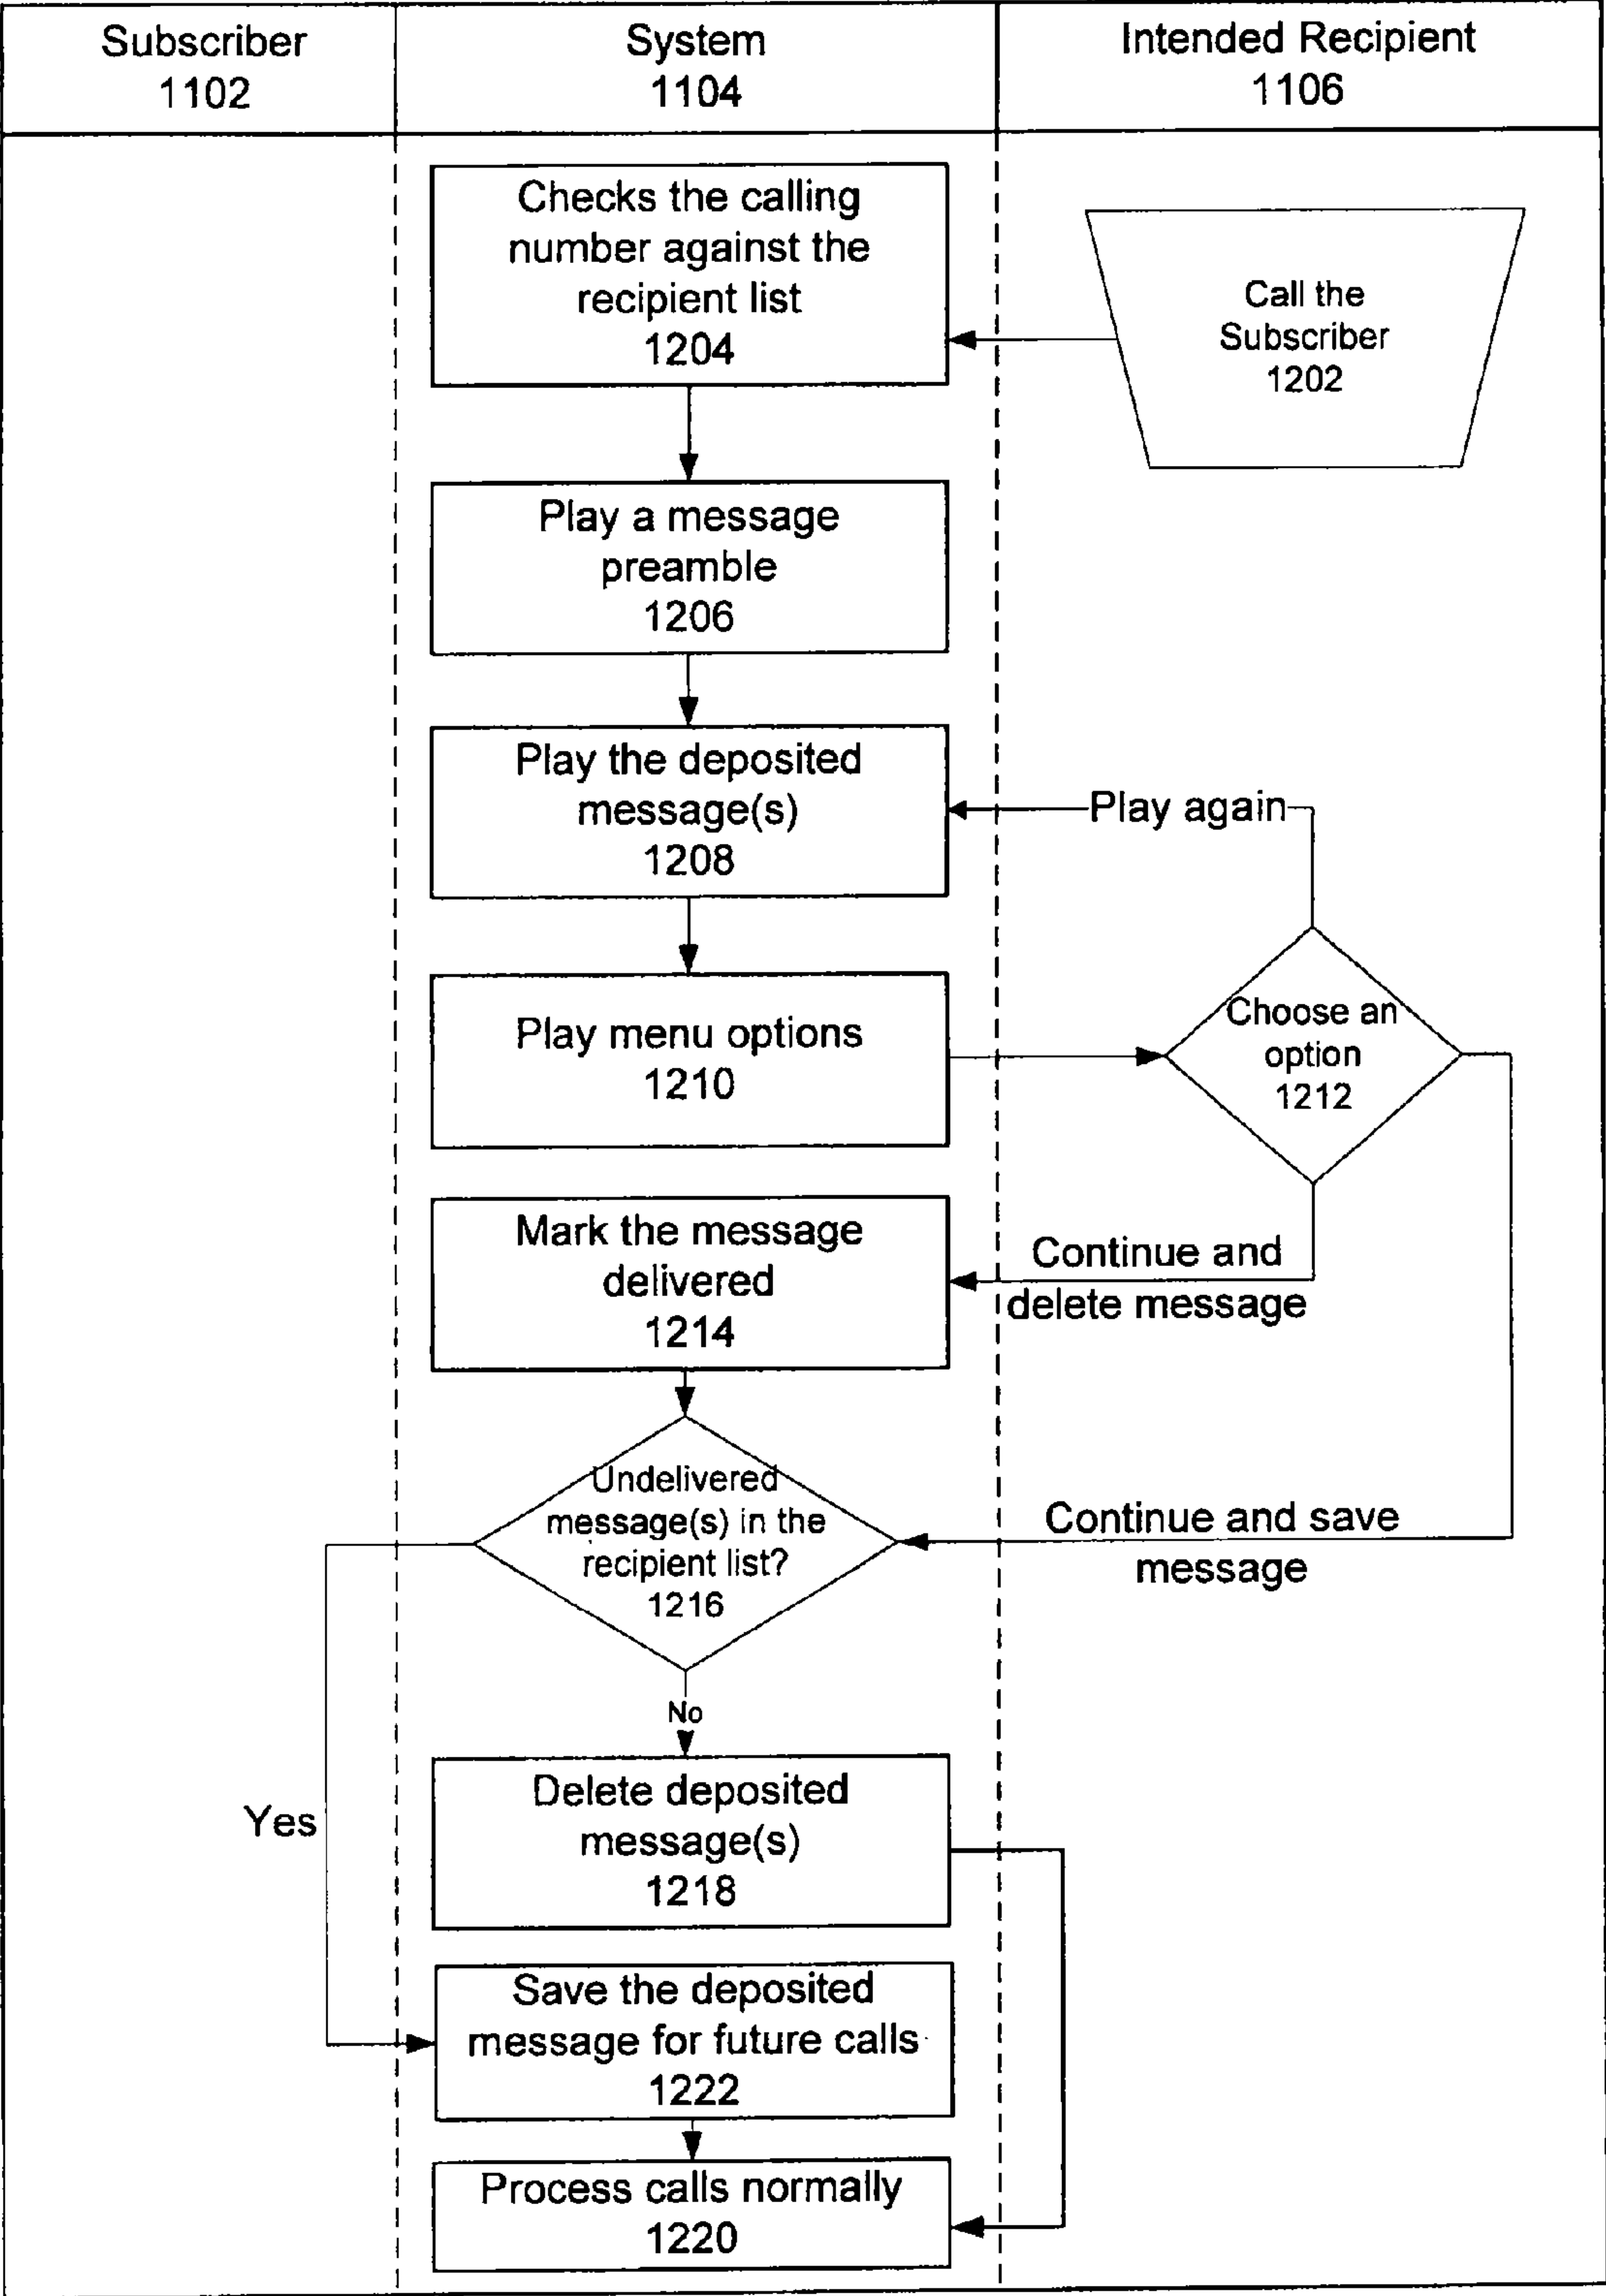 Subscriber
1102
System
1104
Intended Recipient
1106
Checks the calling
number against the
recipient list
1204
Call the
Subscriber
1202
Play a message
preamble
1206
Play the deposited
message(s)
1208
Play again
Play menu options
1210
Choose an
option
1212
Mark the message
delivered
1214
Continue and
delete message
Undelivered
message(s) in the
recipient list?
1216
Continue and save
message
No
Yes
Delete deposited
message(s)
1218
Save the deposited
message for future calls
1222
Process calls normally
1220